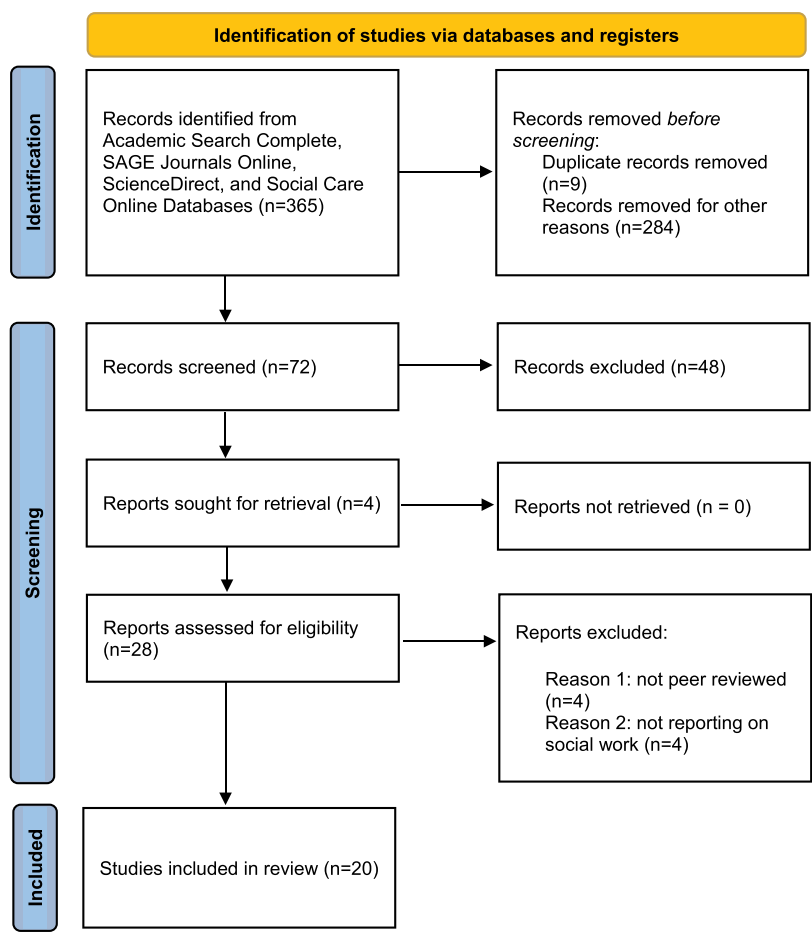 Identification of studies via databases and registers
Identification
Records identified from
Academic Search Complete,
SAGE Journals Online,
ScienceDirect, and Social Care
Online Databases (n=365)
Records removed before
screening:
Duplicate records removed
(n=9)
Records removed for other
reasons (n=284)
Screening
Records screened (n=72)
Records excluded (n=48)
Reports sought for retrieval (n=4)
Reports not retrieved (n = 0)
Reports assessed for eligibility
(n=28)
Reports excluded:
Reason 1: not peer reviewed
(n=4)
Reason 2: not reporting on
social work (n=4)
Included
Studies included in review (n=20)